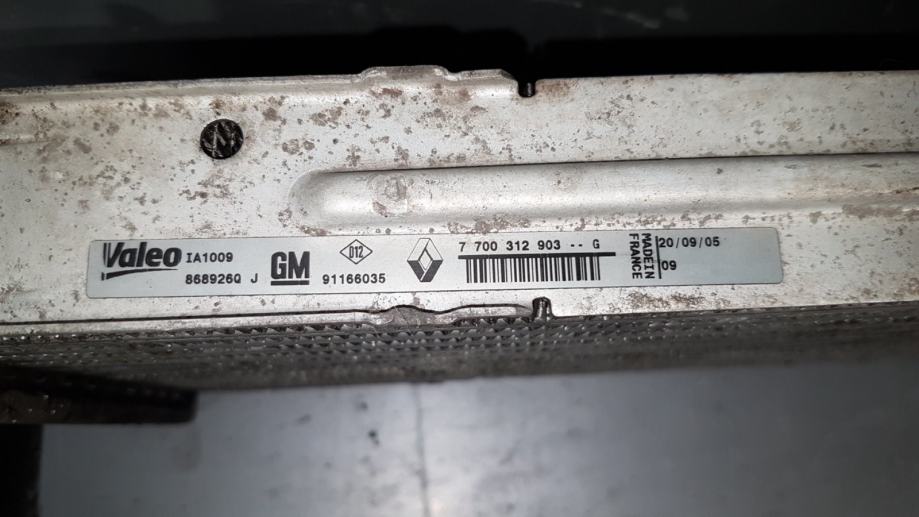 Valeo IA1009
868926Q J
GM
D12
91166035
7 700 312 903 -- G
MADE IN
FRANCE
20/09/05
09